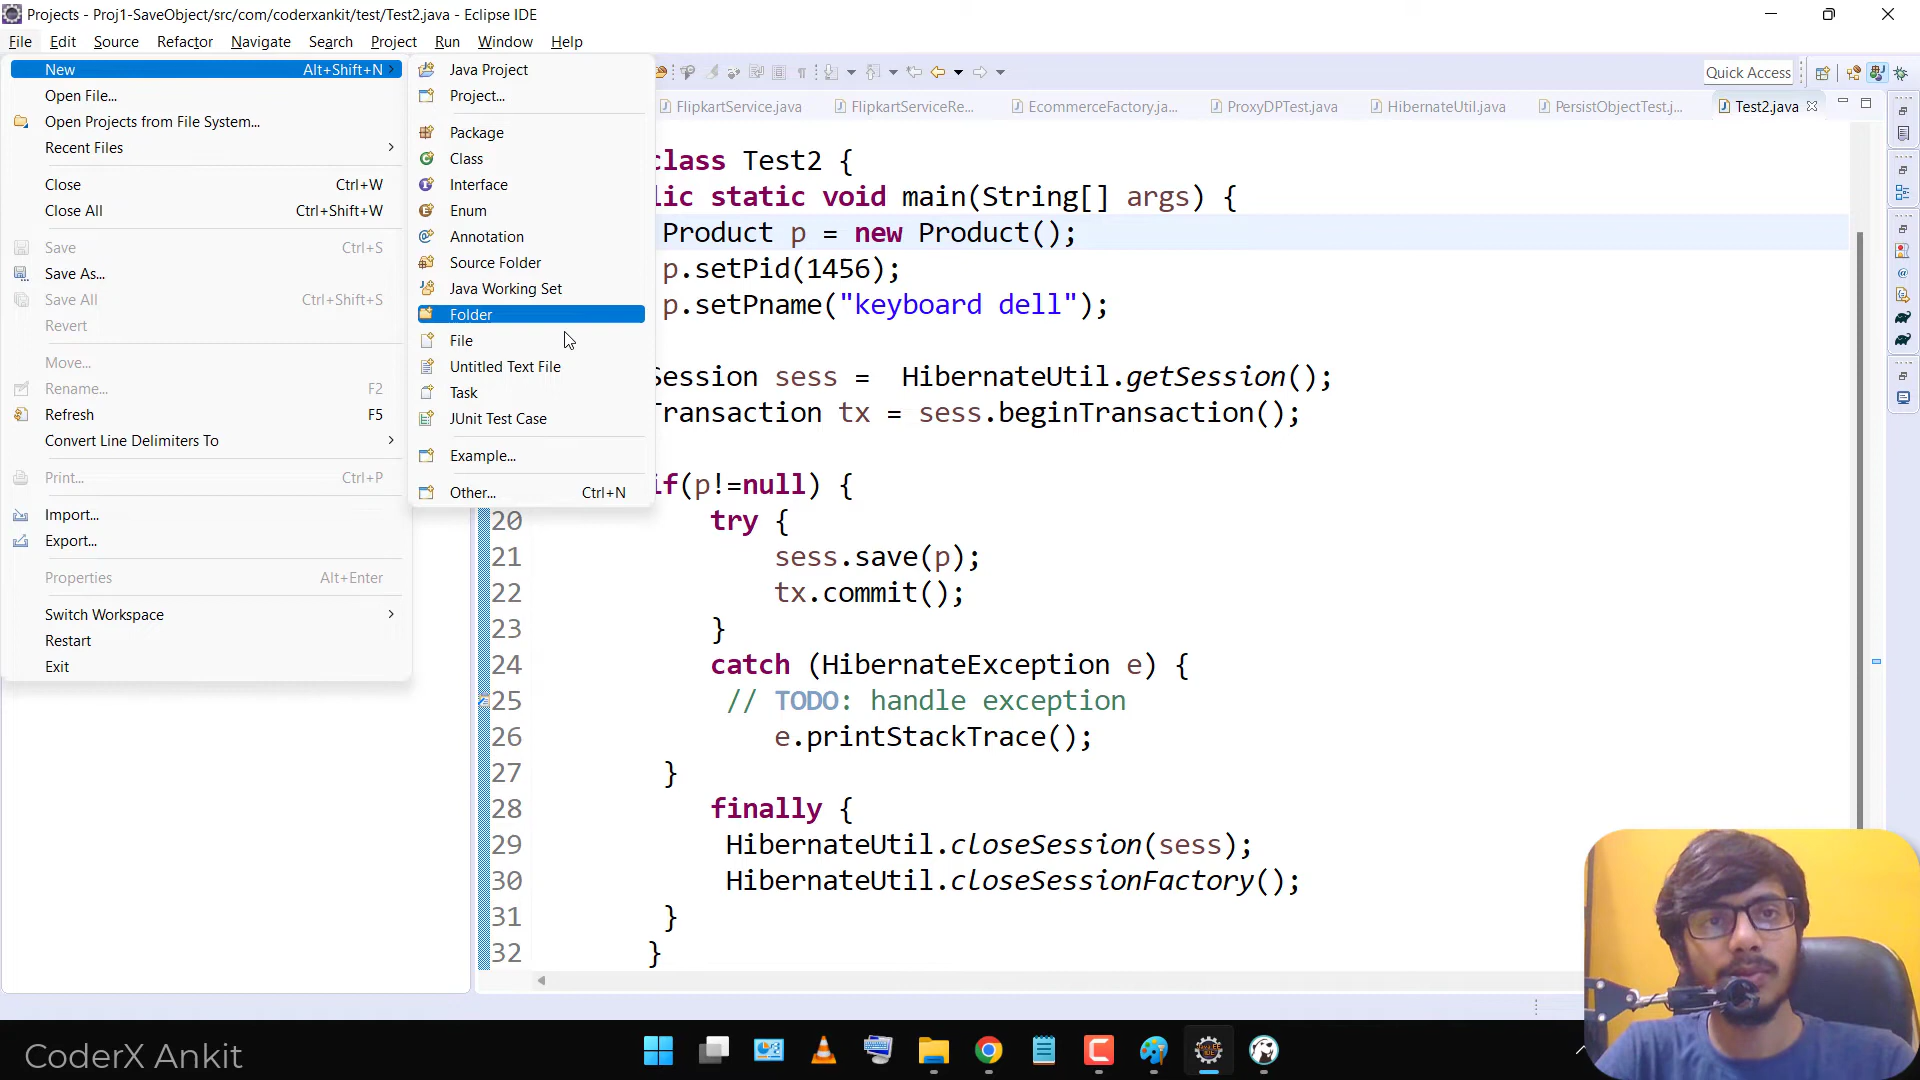 Projects - Proj1-SaveObject/src/com/coderxankit/test/Test2.java - Eclipse IDE
File Edit Source Refactor Navigate Search Project Run Window Help
New Alt+Shift+N
Open File...
Open Projects from File System...
Recent Files
Close Ctrl+W
Close All Ctrl+Shift+W
Save Ctrl+S
Save As...
Save All Ctrl+Shift+S
Revert
Move...
Rename... F2
Refresh F5
Convert Line Delimiters To
Print... Ctrl+P
Import...
Export...
Properties Alt+Enter
Switch Workspace
Restart
Exit
Java Project
Project...
Package
Class
Interface
Enum
Annotation
Source Folder
Java Working Set
Folder
File
Untitled Text File
Task
JUnit Test Case
Example...
Other... Ctrl+N
Quick Access
FlipkartService.java FlipkartServiceRe... EcommerceFactory.ja... ProxyDPTest.java HibernateUtil.java PersistObjectTest.j... Test2.java
class Test2 {
lic static void main(String[] args) {
Product p = new Product();
p.setPid(1456);
p.setPname("keyboard dell");
Session sess = HibernateUtil.getSession();
Transaction tx = sess.beginTransaction();
if(p!=null) {
20 try {
21 sess.save(p);
22 tx.commit();
23 }
24 catch (HibernateException e) {
25 // TODO: handle exception
26 e.printStackTrace();
27 }
28 finally {
29 HibernateUtil.closeSession(sess);
30 HibernateUtil.closeSessionFactory();
31 }
32 }
CoderX Ankit